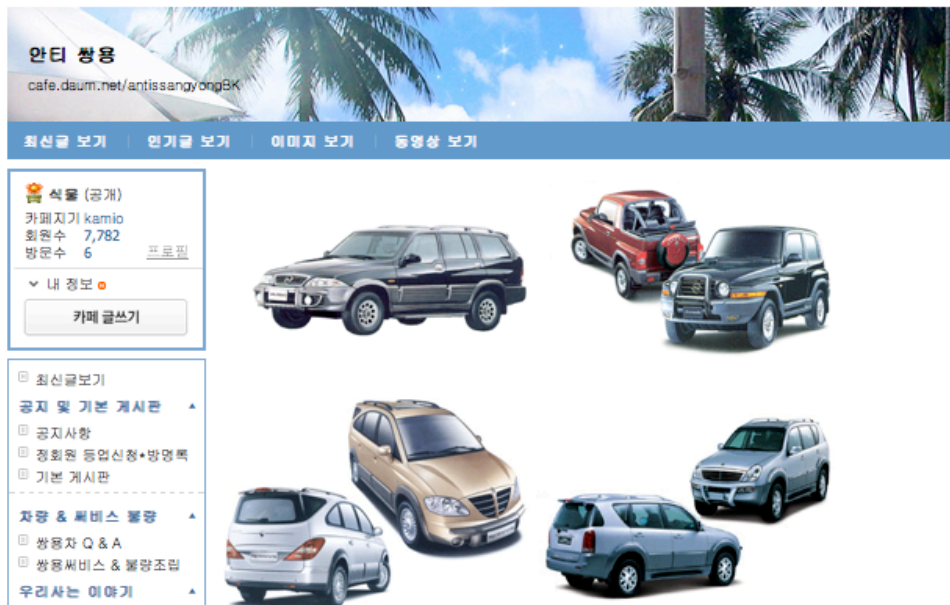 안티 쌍용
cafe.daum.net/antissangyongBK
최신글 보기 인기글 보기 이미지 보기 동영상 보기
식물 (공개)
카페지기 kamio
회원수 7,782
방문수 6 프로필
내 정보
카페 글쓰기
최신글보기
공지 및 기본 게시판
공지사항
정회원 등업신청*방명록
기본 게시판
차량 & 써비스 불량
쌍용차 Q & A
쌍용써비스 & 불량조립
우리사는 이야기